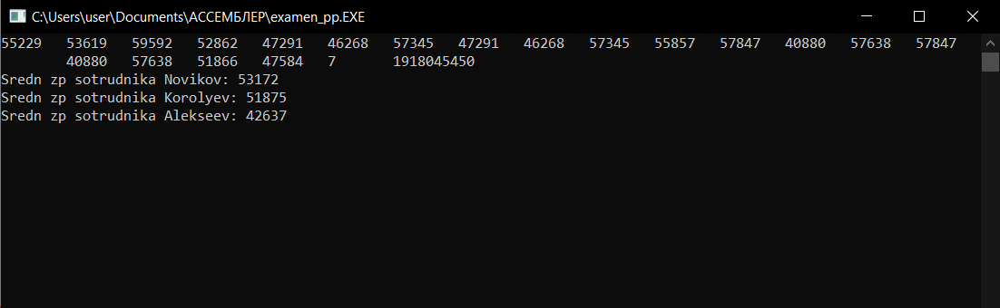 C:\Users\user\Documents\АССЕМБЛЕР\examen_pp.EXE
55229 53619 59592 52862 47291 46268 57345 47291 46268 57345 55857 57847 40880 57638 57847
40880 57638 51866 47584 7 1918045450
Sredn zp sotrudnika Novikov: 53172
Sredn zp sotrudnika Korolyev: 51875
Sredn zp sotrudnika Alekseev: 42637